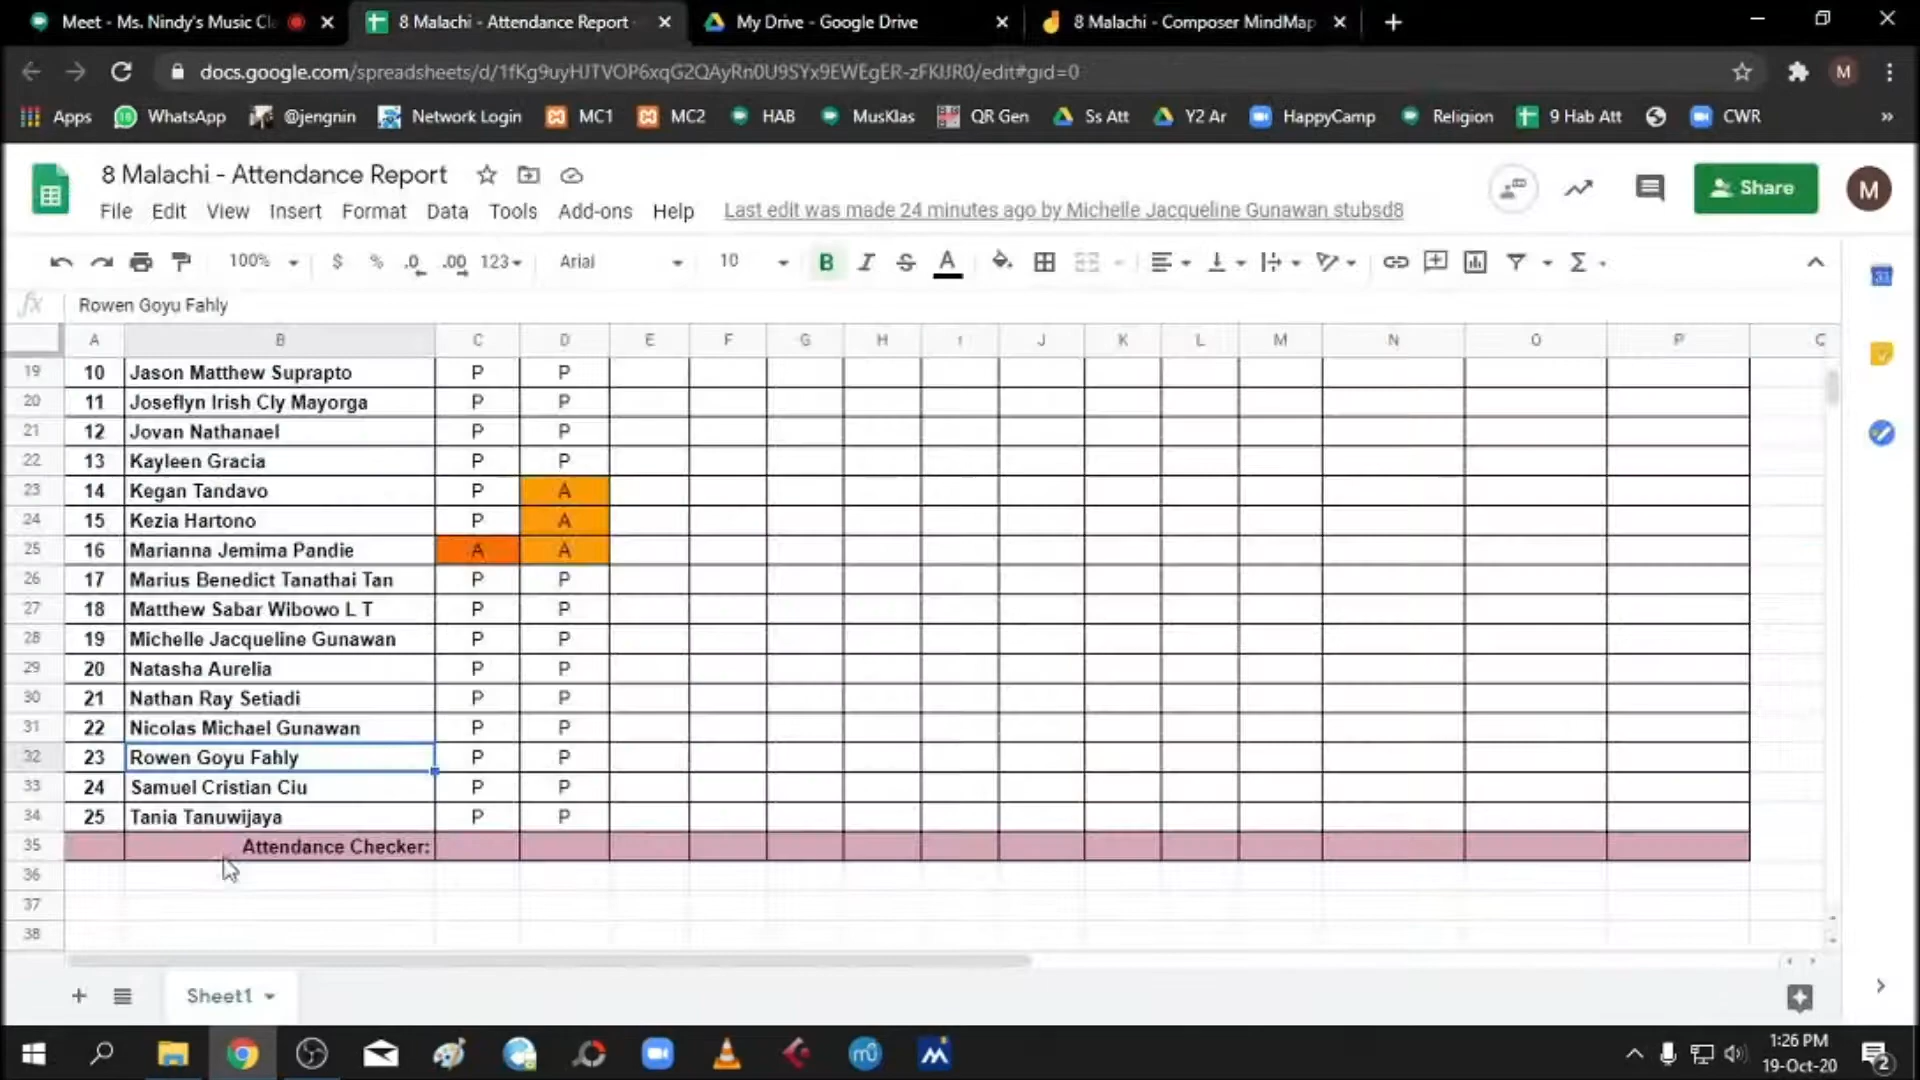 Meet - Ms. Nindy's Music Cl
8 Malachi - Attendance Report
My Drive - Google Drive
8 Malachi - Composer MindMap
docs.google.com/spreadsheets/d/
Apps WhatsApp @jengnin Network Login MC1 MC2 HAB MusKlas QR Gen Ss Att Y2 Ar HappyCamp Religion 9 Hab Att CWR »
8 Malachi - Attendance Report
Share
M
File Edit View Insert Format Data Tools Add-ons Help Last edit was made 24 minutes ago by Michelle Jacqueline Gunawan stubsd8
100% $ % .0 .00 123 Arial 10 B I S A
fx Rowen Goyu Fahly
A B C D E F G H I J K L M N O P
19 10 Jason Matthew Suprapto P P
20 11 Joseflyn Irish Cly Mayorga P P
21 12 Jovan Nathanael P P
22 13 Kayleen Gracia P P
23 14 Kegan Tandavo P A
24 15 Kezia Hartono P A
25 16 Marianna Jemima Pandie A A
26 17 Marius Benedict Tanathai Tan P P
27 18 Matthew Sabar Wibowo L T P P
28 19 Michelle Jacqueline Gunawan P P
29 20 Natasha Aurelia P P
30 21 Nathan Ray Setiadi P P
31 22 Nicolas Michael Gunawan P P
32 23 Rowen Goyu Fahly P P
33 24 Samuel Cristian Ciu P P
34 25 Tania Tanuwijaya P P
35 Attendance Checker:
36
37
38
Sheet1
1:26 PM
19-Oct-20
2